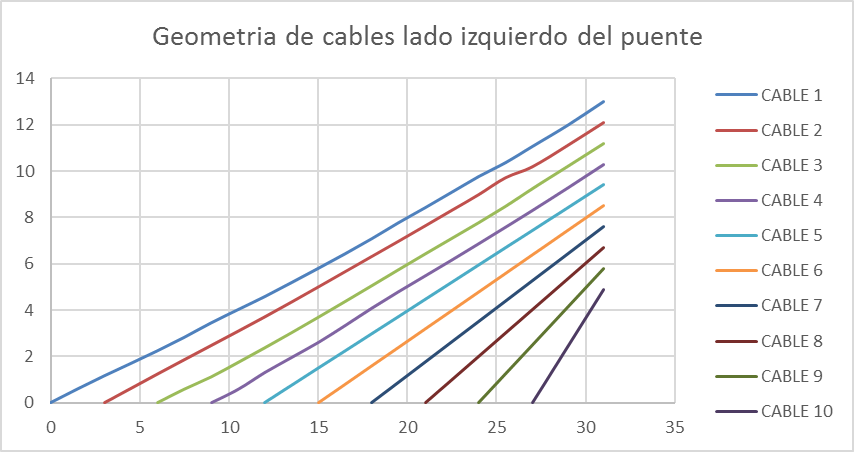 Geometria de cables lado izquierdo del puente
14
12
10
8
6
4
2
0
0 5 10 15 20 25 30 35
CABLE 1
CABLE 2
CABLE 3
CABLE 4
CABLE 5
CABLE 6
CABLE 7
CABLE 8
CABLE 9
CABLE 10